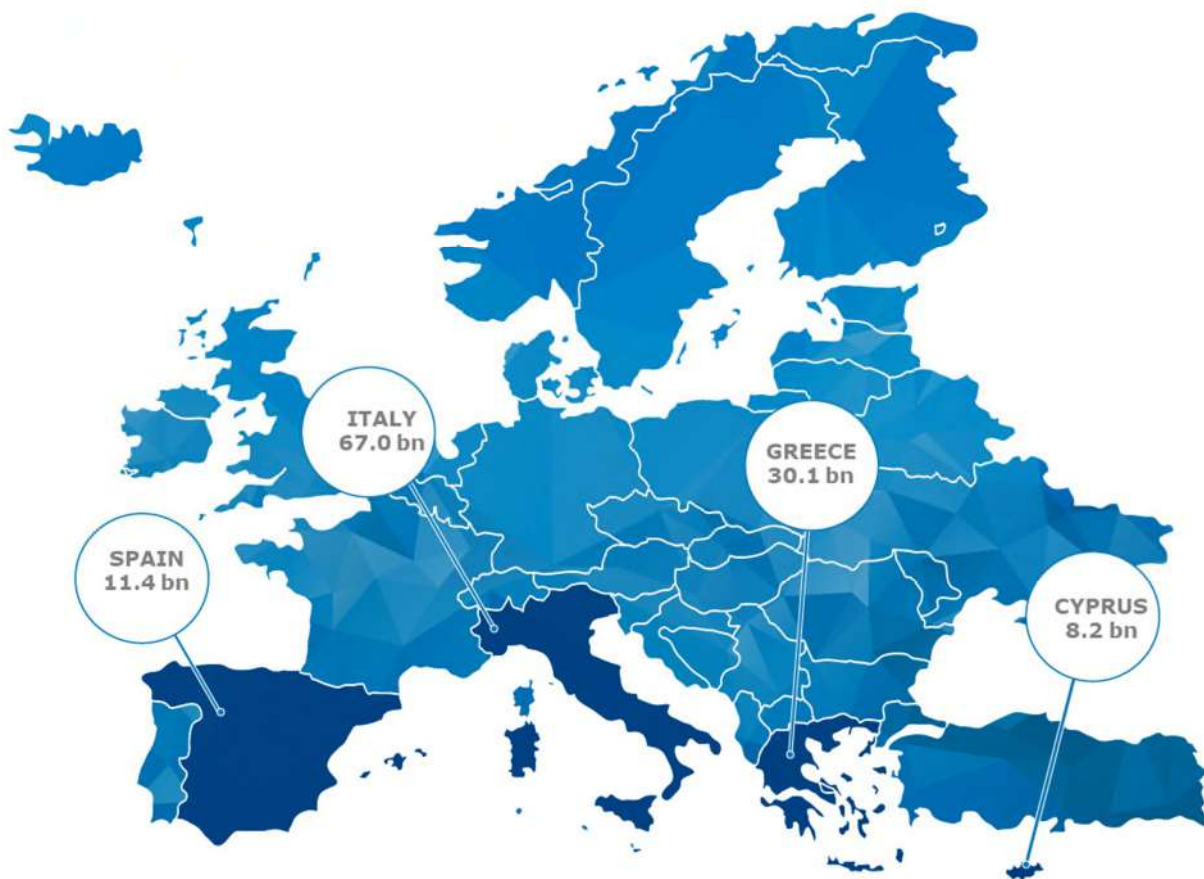 ITALY
67.0 bn
GREECE
30.1 bn
SPAIN
11.4 bn
CYPRUS
8.2 bn